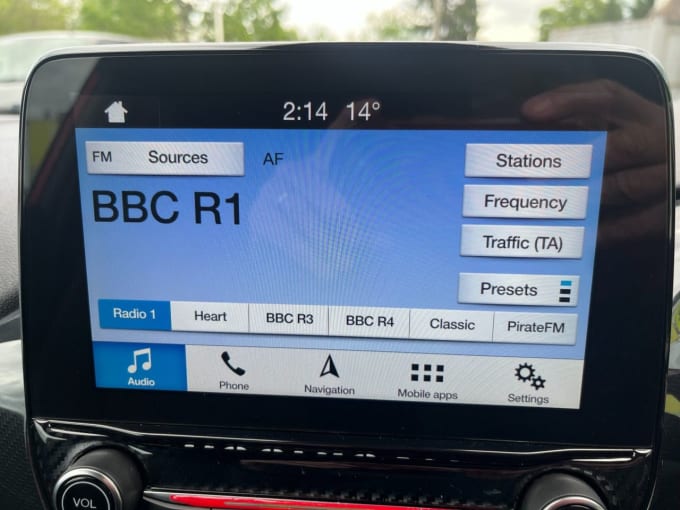 2:14 14°
FM Sources AF Stations
BBC R1
Frequency
Traffic (TA)
Presets
Radio 1 Heart BBC R3 BBC R4 Classic PirateFM
Audio Phone Navigation Mobile apps Settings
VOL